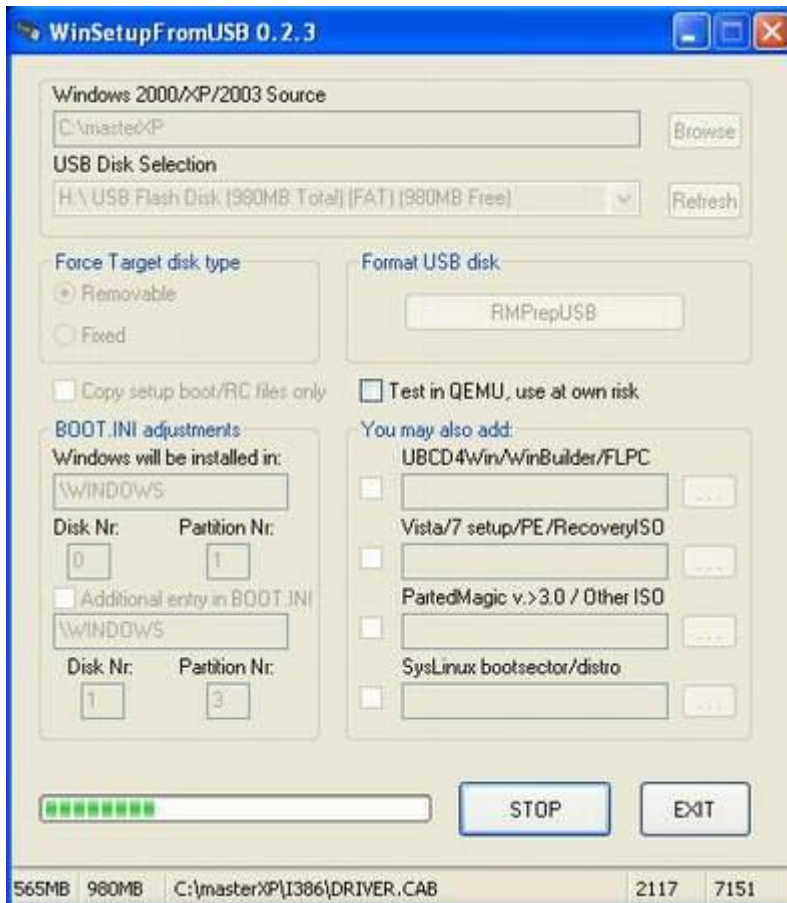 WinSetupFromUSB 0.2.3
Windows 2000/XP/2003 Source
C:\masterXP
Browse
USB Disk Selection
H:\ USB Flash Disk (980MB Total) (FAT) (980MB Free)
Refresh
Force Target disk type
Removable
Fixed
Format USB disk
RMPrepUSB
Copy setup boot/RC files only
Test in QEMU, use at own risk
BOOT.INI adjustments
Windows will be installed in:
\WINDOWS
Disk Nr. Partition Nr.
0 1
Additional entry in BOOT.INI
\WINDOWS
Disk Nr. Partition Nr.
1 3
You may also add:
UBCD4Win/WinBuilder/FLPC
...
Vista/7 setup/PE/RecoveryISO
...
PartedMagic v.>3.0 / Other ISO
...
SysLinux bootsector/distro
...
STOP EXIT
565MB 980MB C:\masterXP\I386\DRIVER.CAB 2117 7151